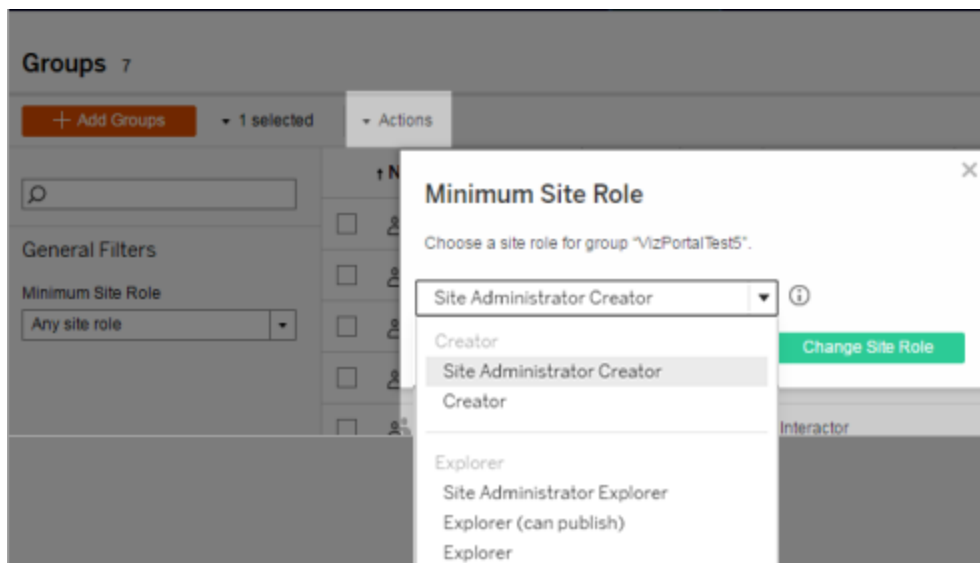 Groups 7
+ Add Groups
1 selected
Actions
General Filters
Minimum Site Role
Any site role
↑ N
Minimum Site Role
Choose a site role for group "VizPortalTest5".
Site Administrator Creator
Change Site Role
Creator
Site Administrator Creator
Creator
Interactor
Explorer
Site Administrator Explorer
Explorer (can publish)
Explorer